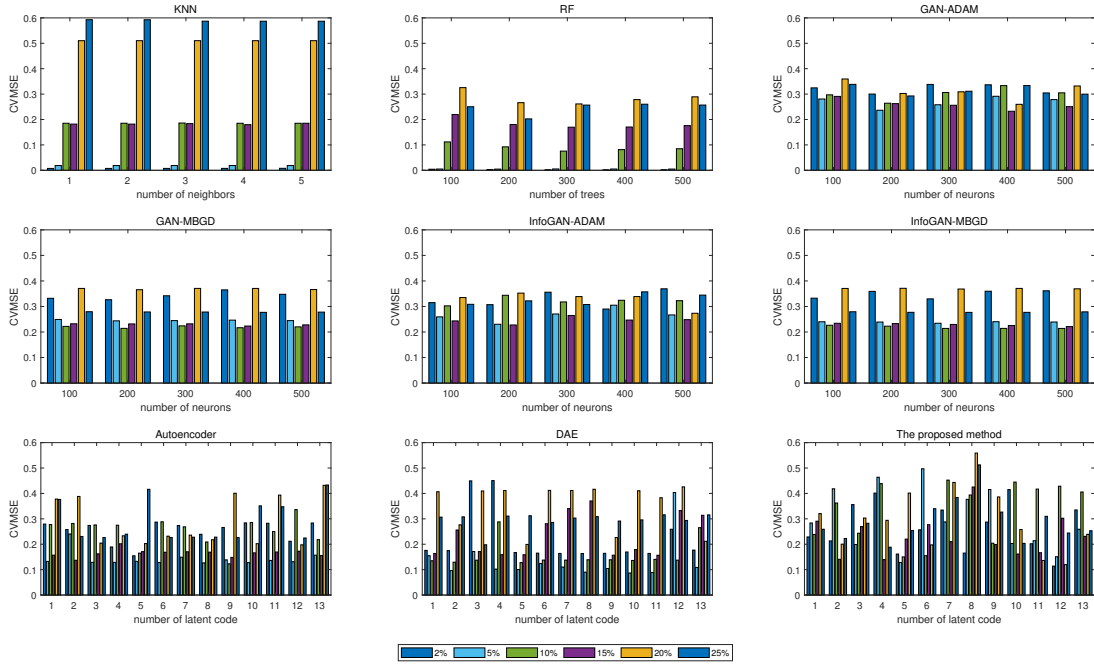 KNN
CVMSE
0.6
0.5
0.4
0.3
0.2
0.1
0
1 2 3 4 5
number of neighbors
RF
CVMSE
0.6
0.5
0.4
0.3
0.2
0.1
0
100 200 300 400 500
number of trees
GAN-ADAM
CVMSE
0.6
0.5
0.4
0.3
0.2
0.1
0
100 200 300 400 500
number of neurons
GAN-MBGD
CVMSE
0.6
0.5
0.4
0.3
0.2
0.1
0
100 200 300 400 500
number of neurons
InfoGAN-ADAM
CVMSE
0.6
0.5
0.4
0.3
0.2
0.1
0
100 200 300 400 500
number of neurons
InfoGAN-MBGD
CVMSE
0.6
0.5
0.4
0.3
0.2
0.1
0
100 200 300 400 500
number of neurons
Autoencoder
CVMSE
0.6
0.5
0.4
0.3
0.2
0.1
0
1 2 3 4 5 6 7 8 9 10 11 12 13
number of latent code
DAE
CVMSE
0.6
0.5
0.4
0.3
0.2
0.1
0
1 2 3 4 5 6 7 8 9 10 11 12 13
number of latent code
The proposed method
CVMSE
0.6
0.5
0.4
0.3
0.2
0.1
0
1 2 3 4 5 6 7 8 9 10 11 12 13
number of latent code
2% 5% 10% 15% 20% 25%